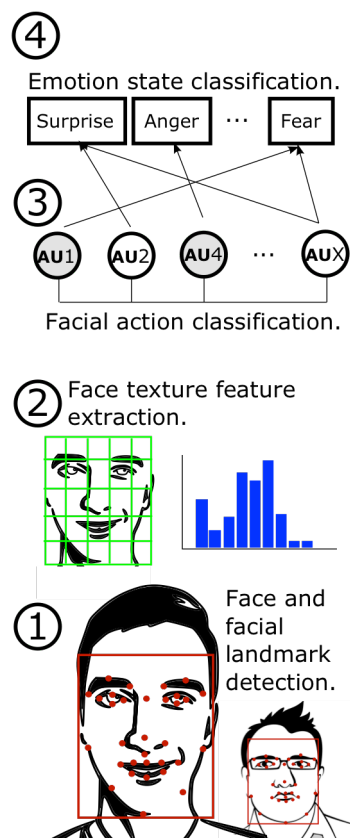 4
Emotion state classification.
Surprise Anger ... Fear
3
AU1 AU2 AU4 ... AUX
Facial action classification.
2
Face texture feature
extraction.
1
Face and
facial
landmark
detection.